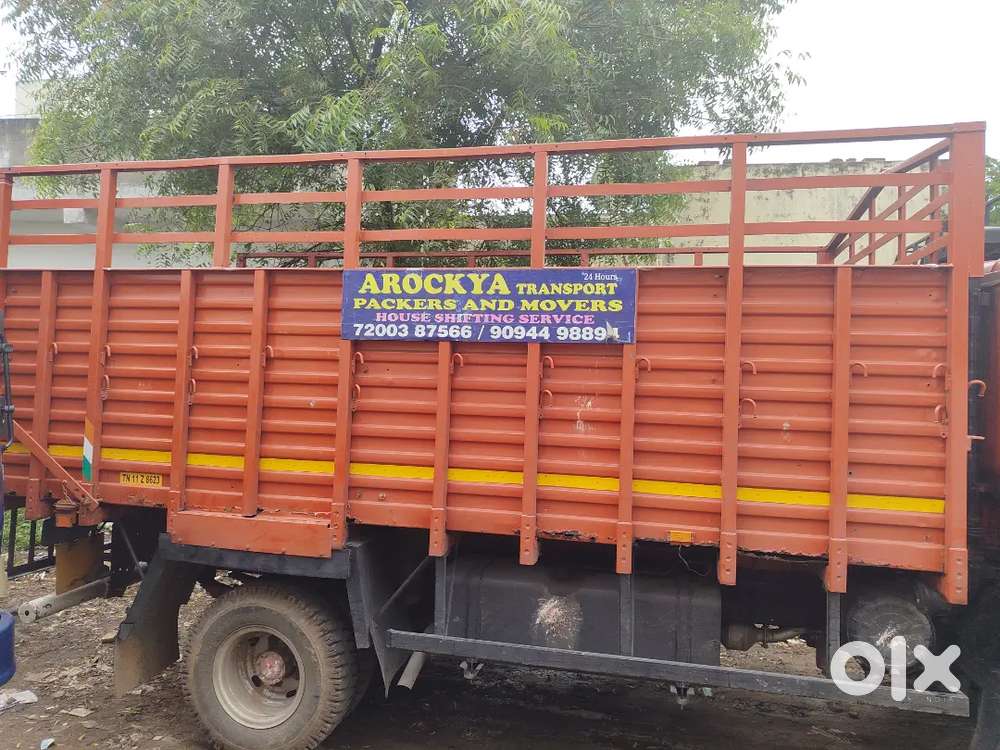 AROCKYA TRANSPORT "24 Hours
PACKERS AND MOVERS
HOUSE SHIFTING SERVICE
72003 87566 / 90944 98894
TN 11 Z 8623
olx